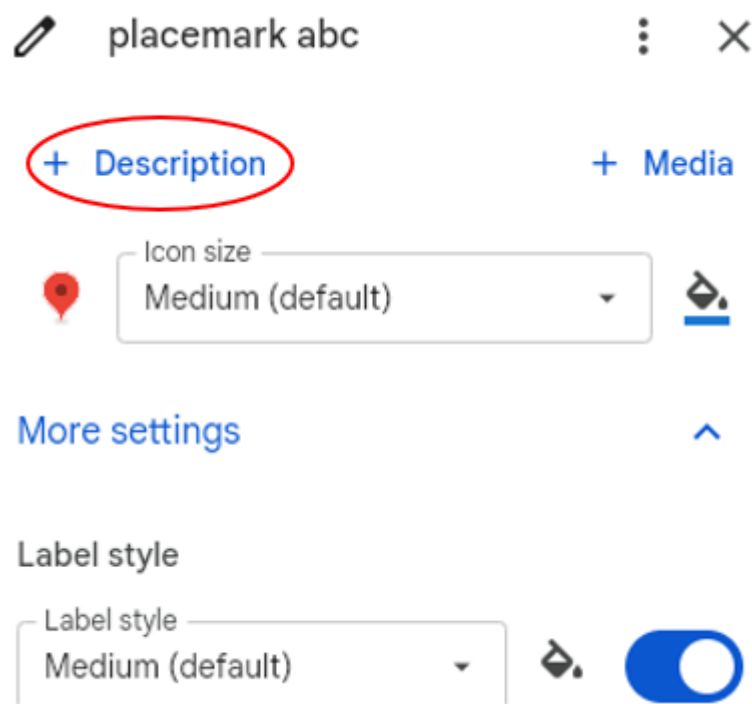 placemark abc
+ Description
+ Media
Icon size
Medium (default)
More settings
Label style
Label style
Medium (default)